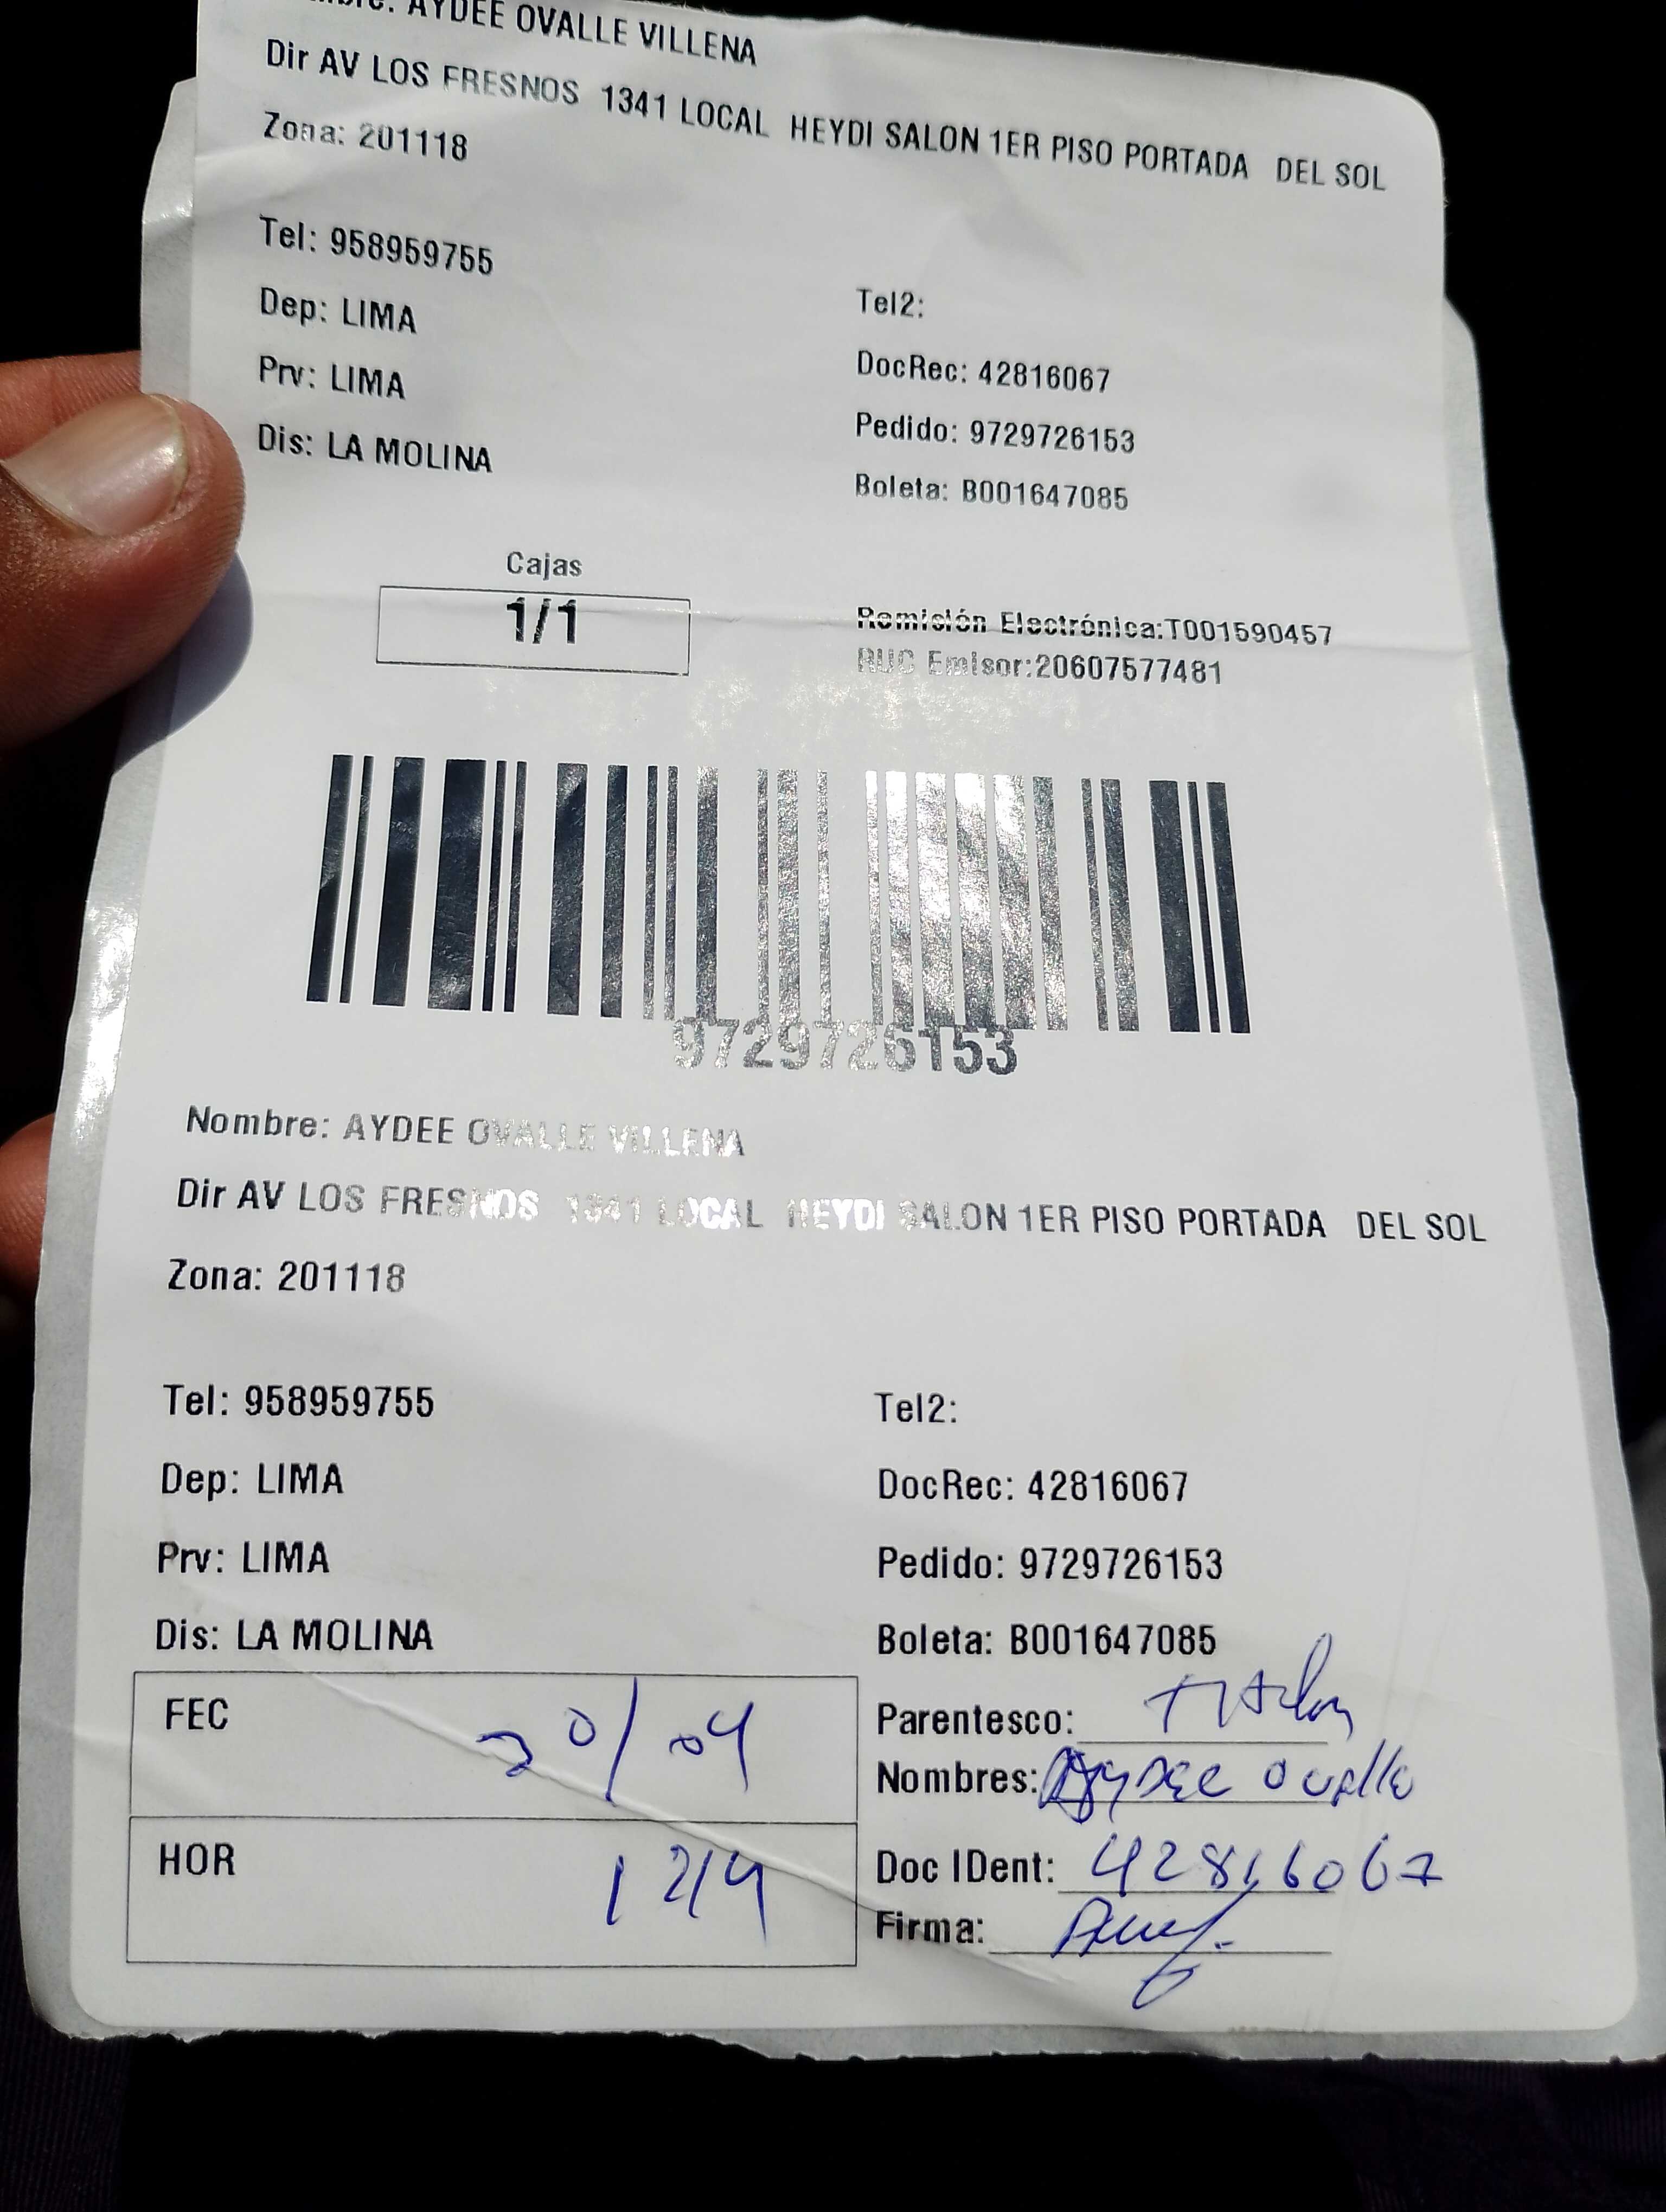 AYDEE OVALLE VILLENA
Dir AV LOS FRESNOS 1341 LOCAL HEYDI SALON 1ER PISO PORTADA DEL SOL
Zona: 201118
Tel: 958959755
Tel2:
Dep: LIMA
DocRec: 42816067
Prv: LIMA
Pedido: 9729726153
Dis: LA MOLINA
Boleta: B001647085
Cajas
1/1
Remisión Electrónica:T001590457
RUC Emisor:20607577481
9729726153
Nombre: AYDEE OVALLE VILLENA
Dir AV LOS FRESNOS 1341 LOCAL HEYDI SALON 1ER PISO PORTADA DEL SOL
Zona: 201118
Tel: 958959755
Tel2:
Dep: LIMA
DocRec: 42816067
Prv: LIMA
Pedido: 9729726153
Dis: LA MOLINA
Boleta: B001647085
FEC 20/04
Parentesco: Titular
Nombres: Aydee Ovalle
HOR 1214
Doc IDent: 42816067
Firma: